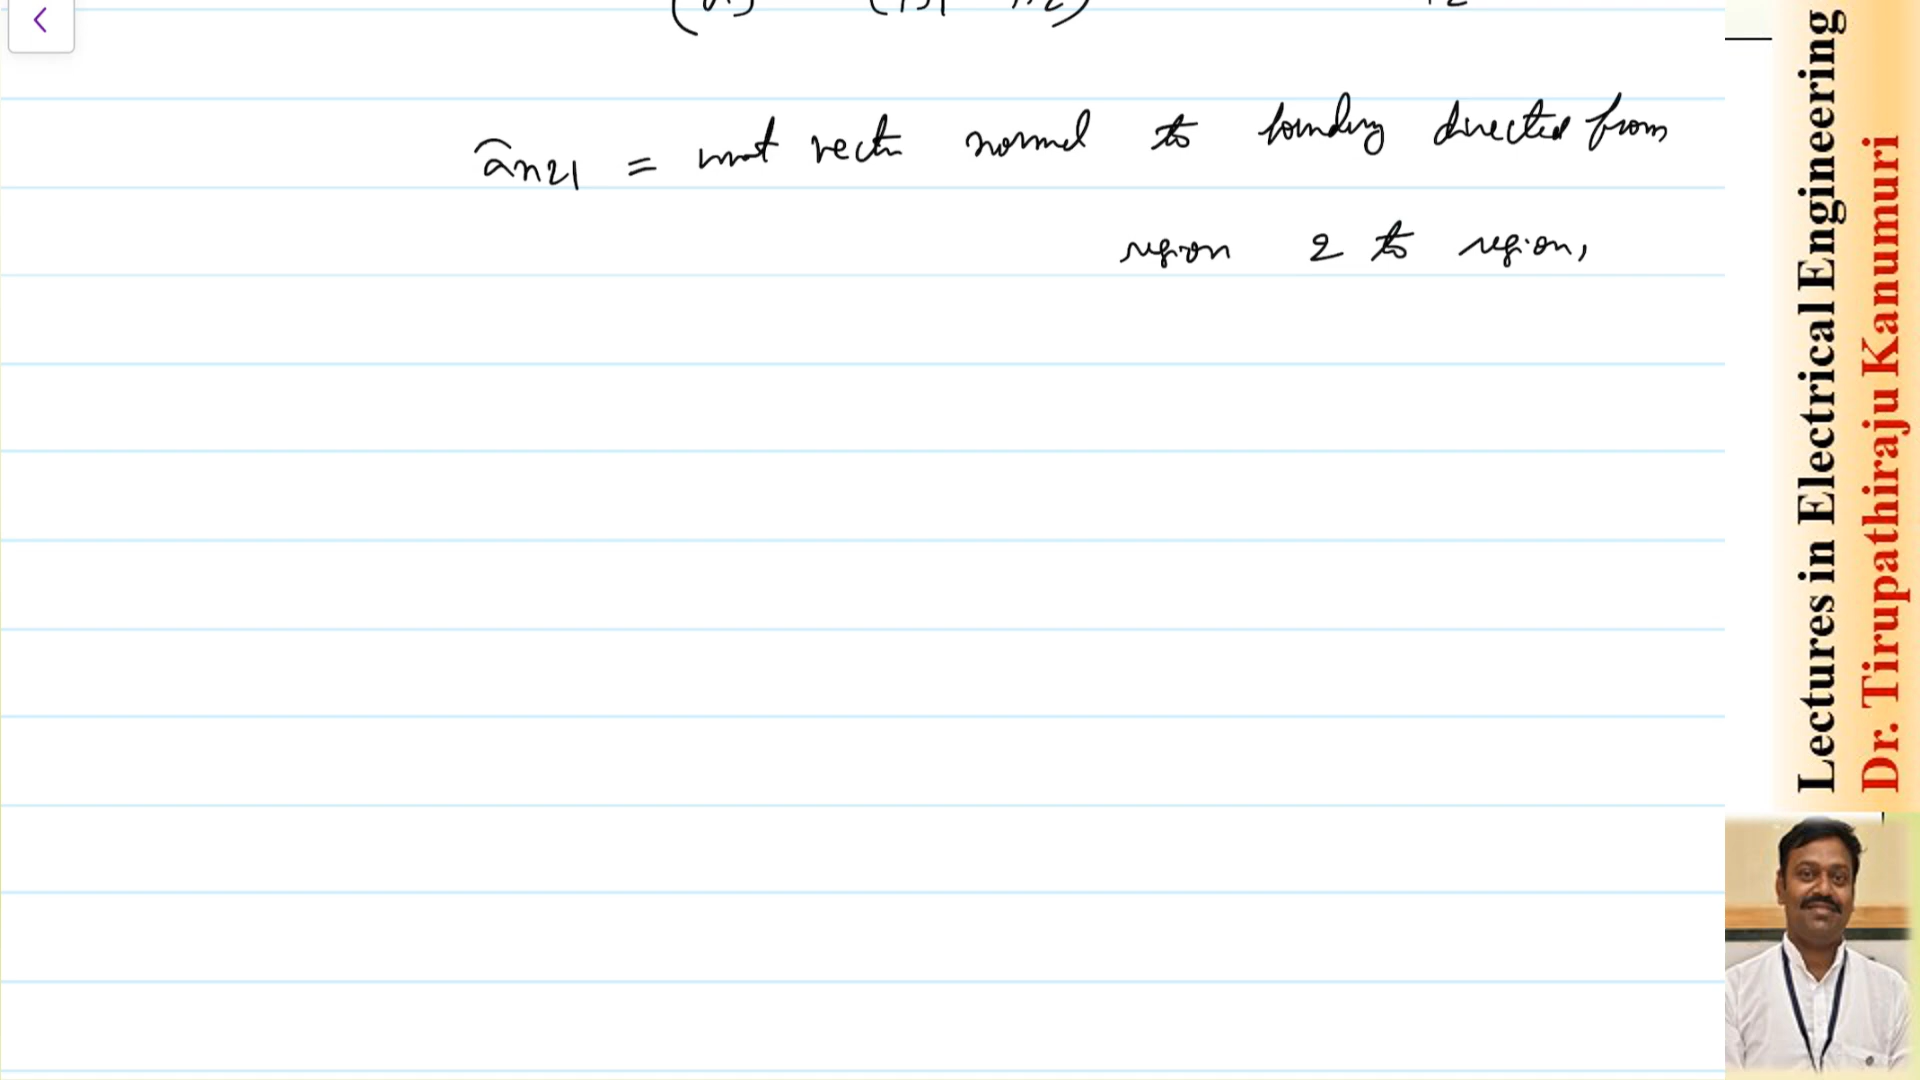 â_n21 = unit vector normal to boundary directed from
region 2 to region 1
Lectures in Electrical Engineering
Dr. Tirupathiraju Kanumuri